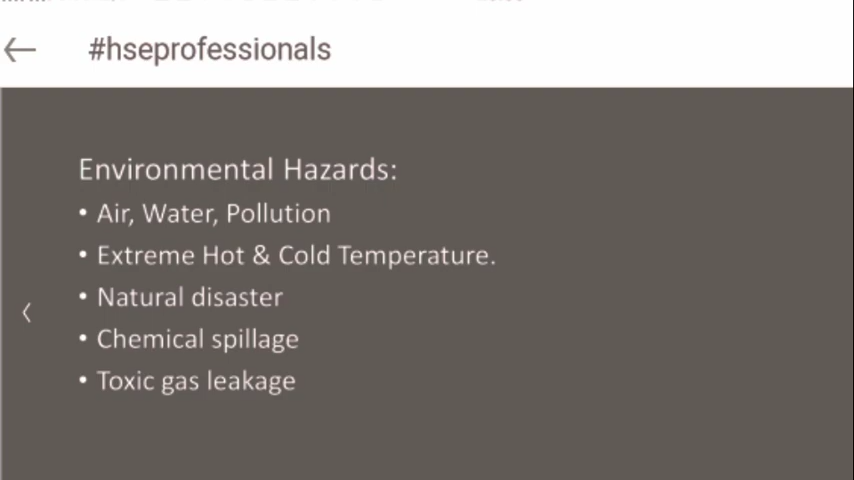 #hseprofessionals
Environmental Hazards:
• Air, Water, Pollution
• Extreme Hot & Cold Temperature.
• Natural disaster
• Chemical spillage
• Toxic gas leakage